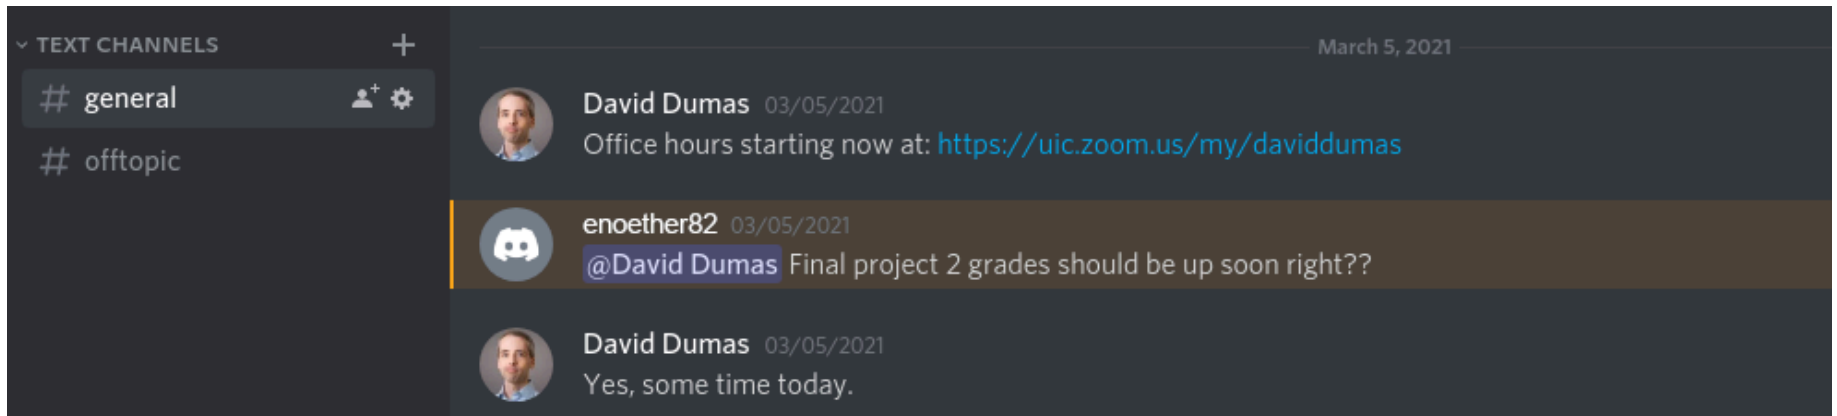 TEXT CHANNELS
# general
# offtopic
March 5, 2021
David Dumas 03/05/2021
Office hours starting now at: https://uic.zoom.us/my/daviddumas
enoether82 03/05/2021
@David Dumas Final project 2 grades should be up soon right??
David Dumas 03/05/2021
Yes, some time today.